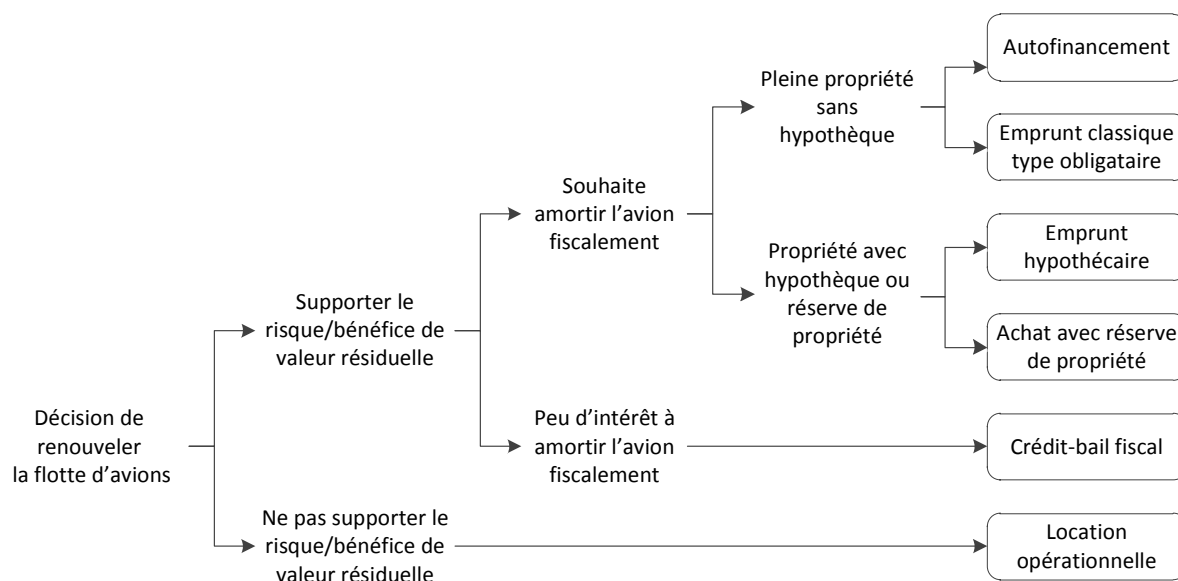 Décision de
renouveler
la flotte d'avions
Supporter le
risque/bénéfice de
valeur résiduelle
Ne pas supporter le
risque/bénéfice de
valeur résiduelle
Souhaite
amortir l'avion
fiscalement
Peu d'intérêt à
amortir l'avion
fiscalement
Pleine propriété
sans
hypothèque
Propriété avec
hypothèque ou
réserve de
propriété
Autofinancement
Emprunt classique
type obligataire
Emprunt
hypothécaire
Achat avec réserve
de propriété
Crédit-bail fiscal
Location
opérationnelle